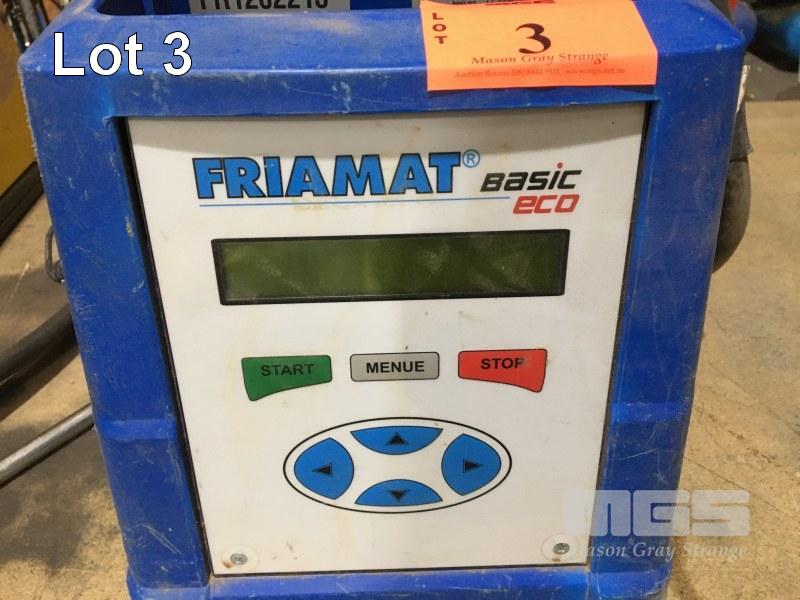 Lot 3
LOT
3
Mason Gray Strange
FRIAMAT® BASIC
eco
START MENUE STOP
MGS
Mason Gray Strange